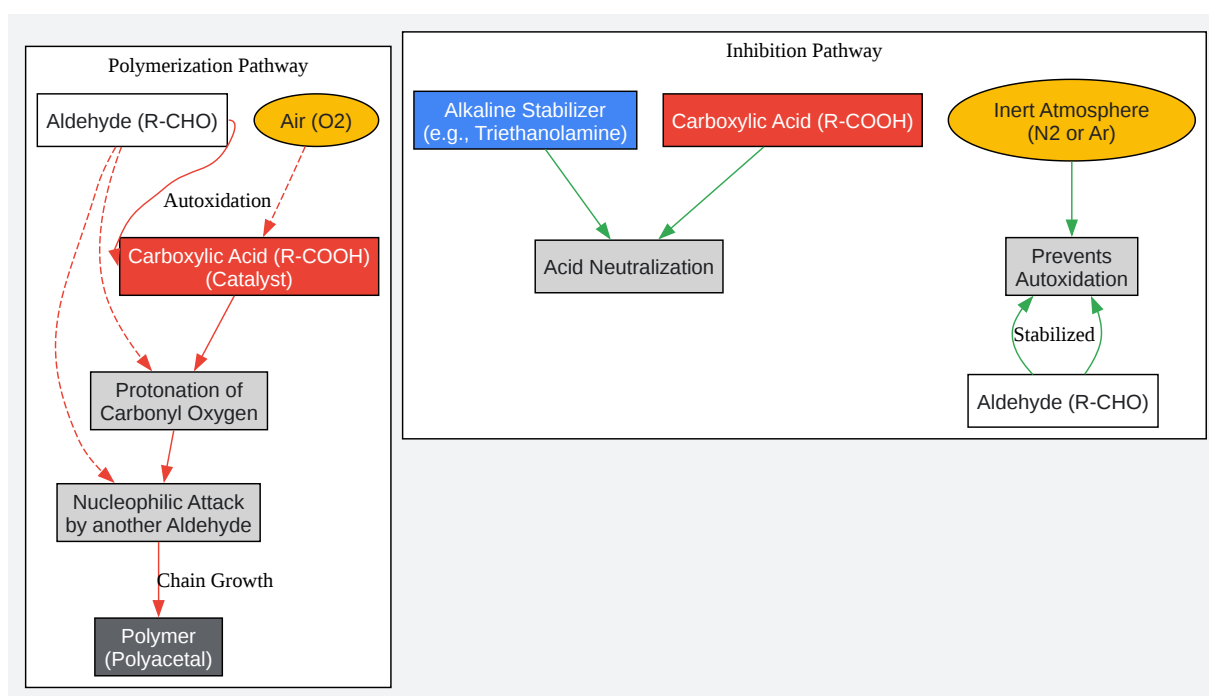 Polymerization Pathway
Aldehyde (R-CHO)
Air (O2)
Autoxidation
Carboxylic Acid (R-COOH)
(Catalyst)
Protonation of
Carbonyl Oxygen
Nucleophilic Attack
by another Aldehyde
Chain Growth
Polymer
(Polyacetal)
Inhibition Pathway
Alkaline Stabilizer
(e.g., Triethanolamine)
Carboxylic Acid (R-COOH)
Inert Atmosphere
(N2 or Ar)
Acid Neutralization
Prevents
Autoxidation
Stabilized
Aldehyde (R-CHO)